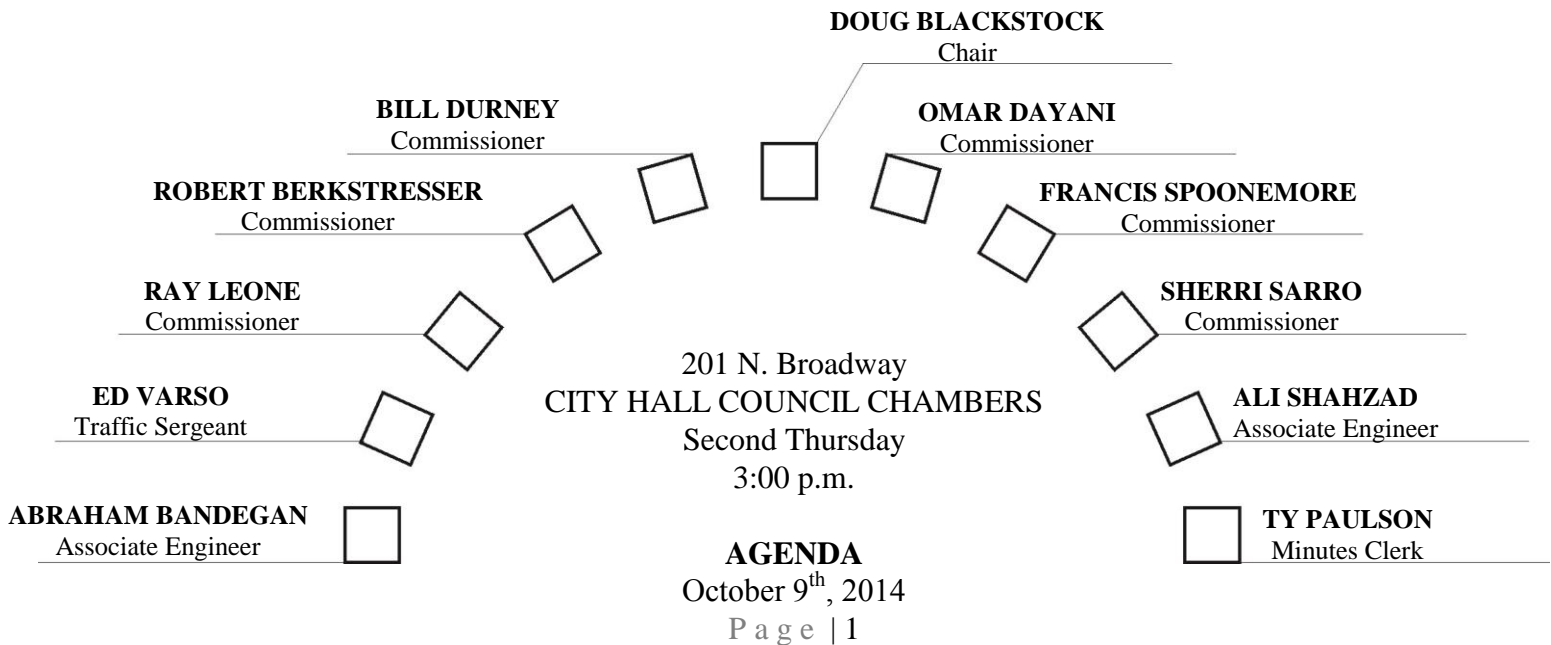 DOUG BLACKSTOCK
Chair
BILL DURNEY
Commissioner
OMAR DAYANI
Commissioner
ROBERT BERKSTRESSER
Commissioner
FRANCIS SPOONEMORE
Commissioner
RAY LEONE
Commissioner
SHERRI SARRO
Commissioner
ED VARSO
Traffic Sergeant
ALI SHAHZAD
Associate Engineer
ABRAHAM BANDEGAN
Associate Engineer
TY PAULSON
Minutes Clerk
201 N. Broadway
CITY HALL COUNCIL CHAMBERS
Second Thursday
3:00 p.m.
AGENDA
October 9th, 2014
Page | 1